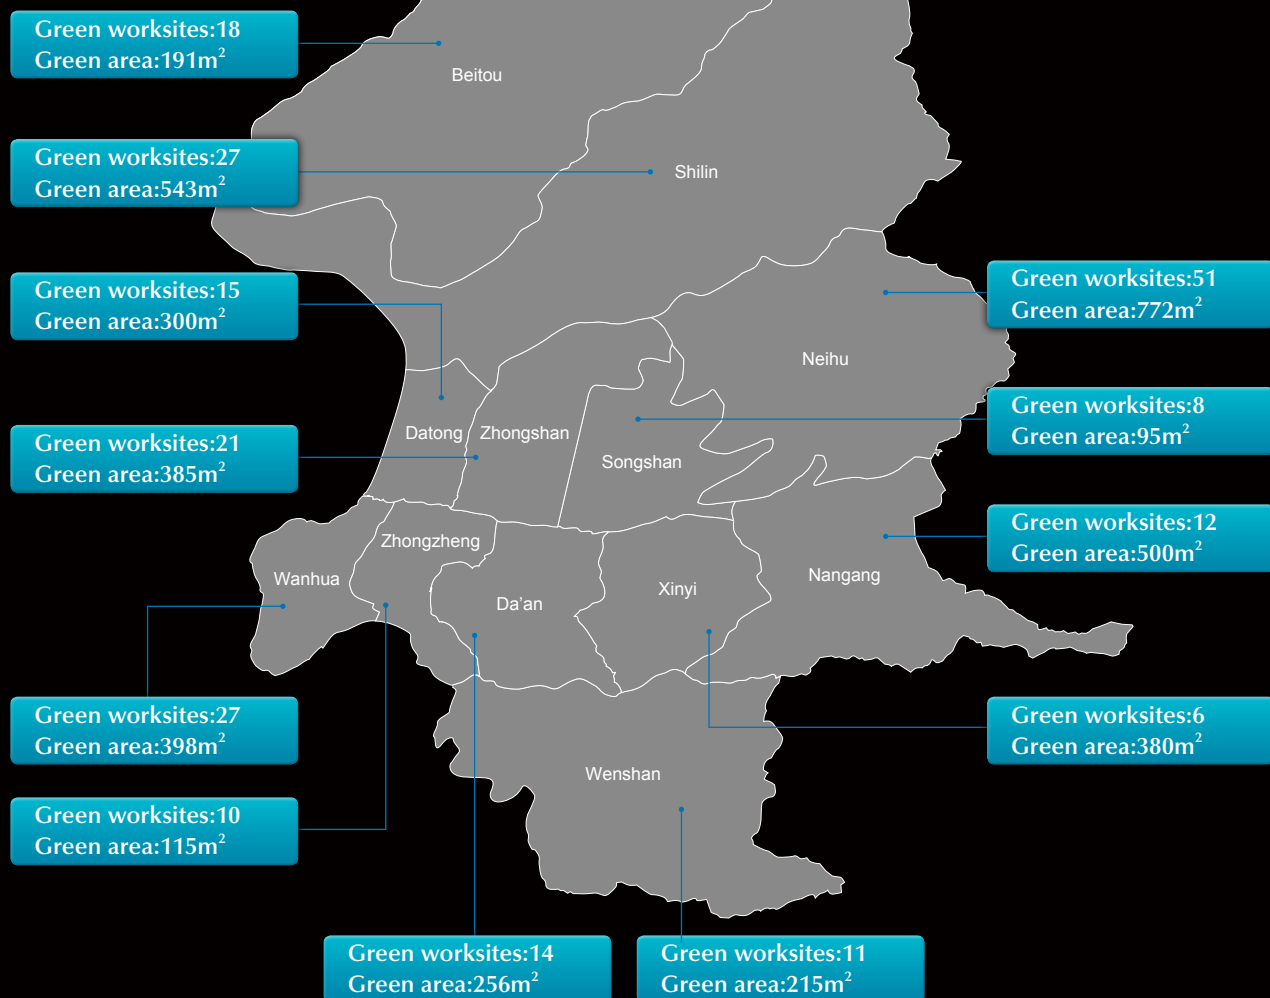 Green worksites:18
Green area:191m²
Beitou
Green worksites:27
Green area:543m²
Shilin
Green worksites:15
Green area:300m²
Green worksites:51
Green area:772m²
Neihu
Green worksites:8
Green area:95m²
Datong
Zhongshan
Songshan
Green worksites:21
Green area:385m²
Green worksites:12
Green area:500m²
Zhongzheng
Wanhua
Da'an
Xinyi
Nangang
Green worksites:27
Green area:398m²
Green worksites:6
Green area:380m²
Wenshan
Green worksites:10
Green area:115m²
Green worksites:14
Green area:256m²
Green worksites:11
Green area:215m²